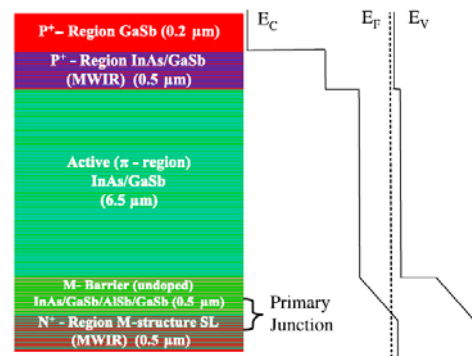 P⁺– Region GaSb (0.2 µm)
P⁺ - Region InAs/GaSb
(MWIR) (0.5 µm)
Active (π - region)
InAs/GaSb
(6.5 µm)
M- Barrier (undoped)
InAs/GaSb/AlSb/GaSb (0.5 µm)
N⁺ - Region M-structure SL
(MWIR) (0.5 µm)
E_C
E_F
E_V
Primary
Junction